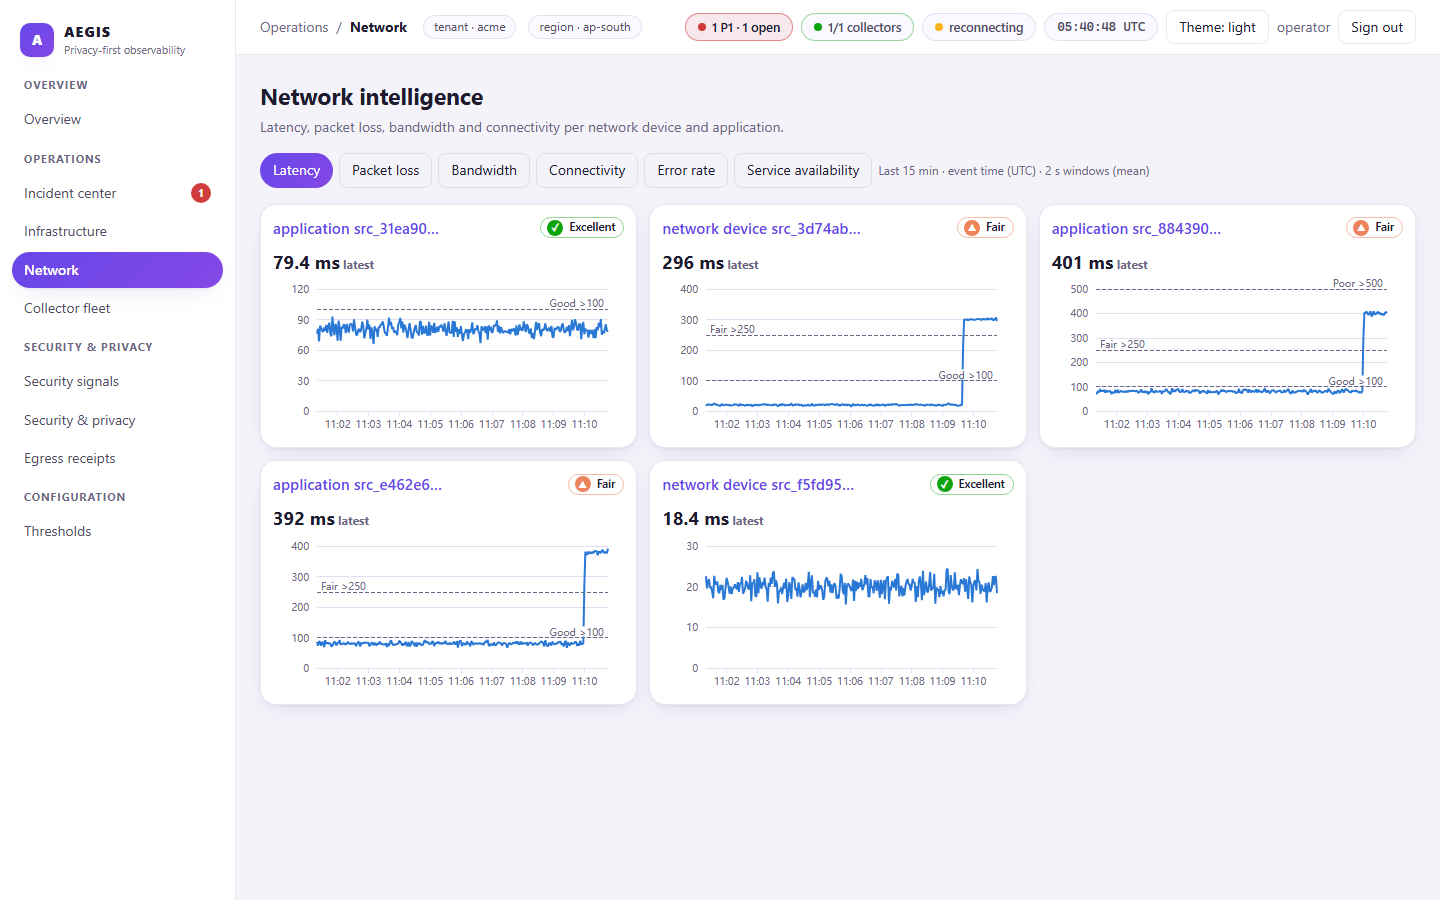 A
AEGIS
Privacy-first observability
OVERVIEW
Overview
OPERATIONS
Incident center 1
Infrastructure
Network
Collector fleet
SECURITY & PRIVACY
Security signals
Security & privacy
Egress receipts
CONFIGURATION
Thresholds
Operations / Network tenant · acme region · ap-south 1 P1 · 1 open 1/1 collectors reconnecting 05:40:48 UTC Theme: light operator Sign out
Network intelligence
Latency, packet loss, bandwidth and connectivity per network device and application.
Latency Packet loss Bandwidth Connectivity Error rate Service availability Last 15 min · event time (UTC) · 2 s windows (mean)
application src_31ea90... Excellent
79.4 ms latest
120
Good >100
90
60
30
0
11:02 11:03 11:04 11:05 11:06 11:07 11:08 11:09 11:10
network device src_3d74ab... Fair
296 ms latest
400
300
Fair >250
200
Good >100
100
0
11:02 11:03 11:04 11:05 11:06 11:07 11:08 11:09 11:10
application src_884390... Fair
401 ms latest
Poor >500
500
400
Fair >250
300
200
Good >100
100
0
11:02 11:03 11:04 11:05 11:06 11:07 11:08 11:09 11:10
application src_e462e6... Fair
392 ms latest
400
300
Fair >250
200
Good >100
100
0
11:02 11:03 11:04 11:05 11:06 11:07 11:08 11:09 11:10
network device src_f5fd95... Excellent
18.4 ms latest
30
20
10
0
11:02 11:03 11:04 11:05 11:06 11:07 11:08 11:09 11:10